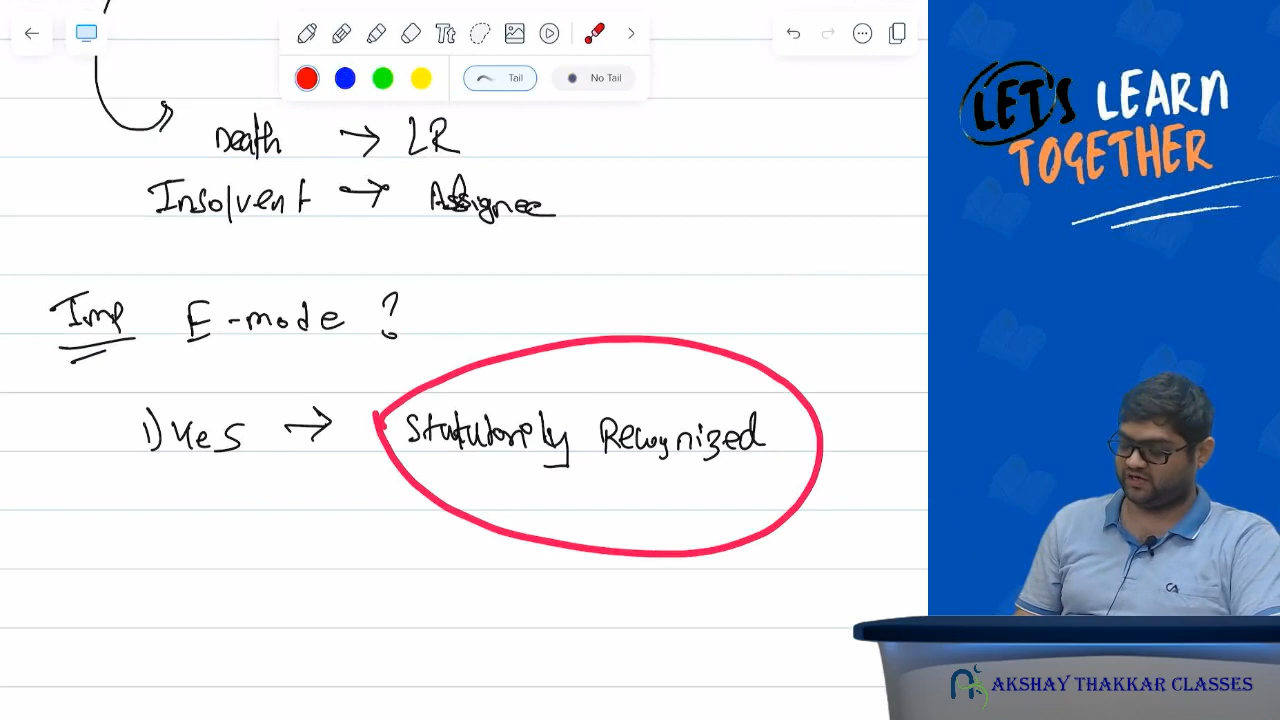 Tt
Tail
No Tail
Death → LR
Insolvent → Assignee
Imp E-mode ?
1) Yes → Statutorily Recognized
LET'S LEARN
TOGETHER
AKSHAY THAKKAR CLASSES